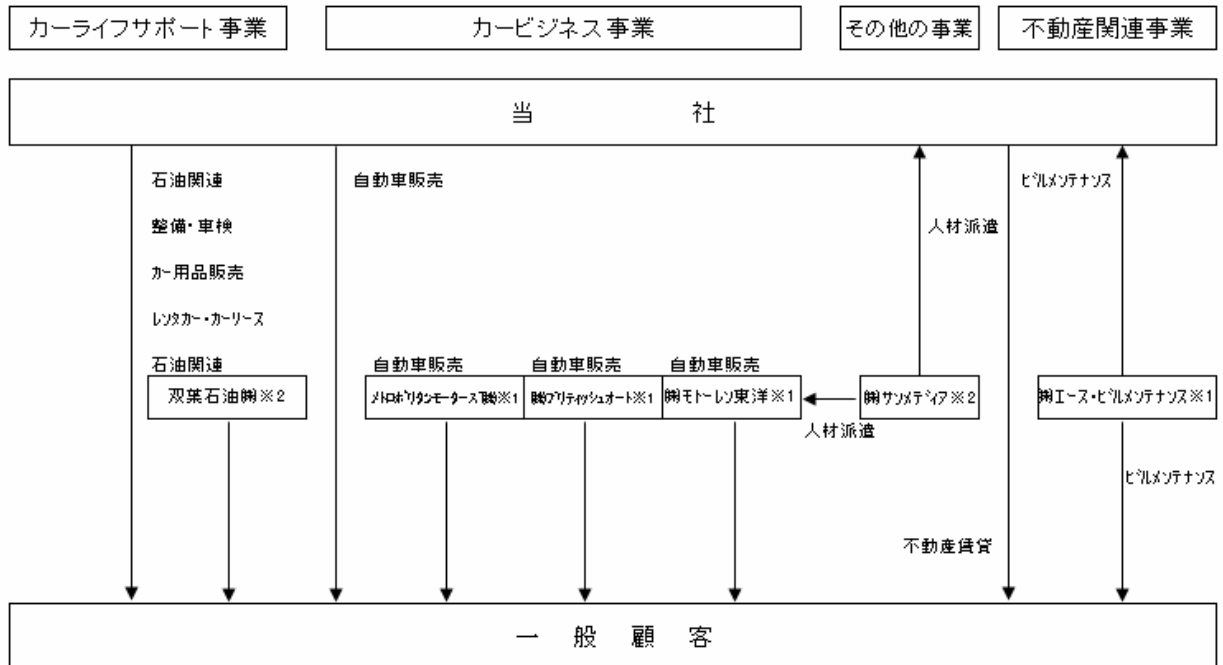 カーライフサポート事業
カービジネス事業
その他の事業
不動産関連事業
当 社
石油関連
自動車販売
ﾋﾞﾙﾒﾝﾃﾅﾝｽ
整備・車検
人材派遣
ｶｰ用品販売
ﾚﾝﾀｶｰ・ｶｰﾘｰｽ
石油関連
自動車販売
自動車販売
自動車販売
双葉石油㈱※2
ﾒﾄﾛﾎﾟﾘﾀﾝﾓｰﾀｰｽﾞ㈱※1
㈱ﾌﾞﾘﾃｨｯｼｭｵｰﾄ※1
㈱ﾓﾄｰﾚﾝ東洋※1
㈱ｻﾝﾒﾃﾞｨｱ※2
㈱ｴｰｽ・ﾋﾞﾙﾒﾝﾃﾅﾝｽ※1
人材派遣
ﾋﾞﾙﾒﾝﾃﾅﾝｽ
不動産賃貸
一 般 顧 客